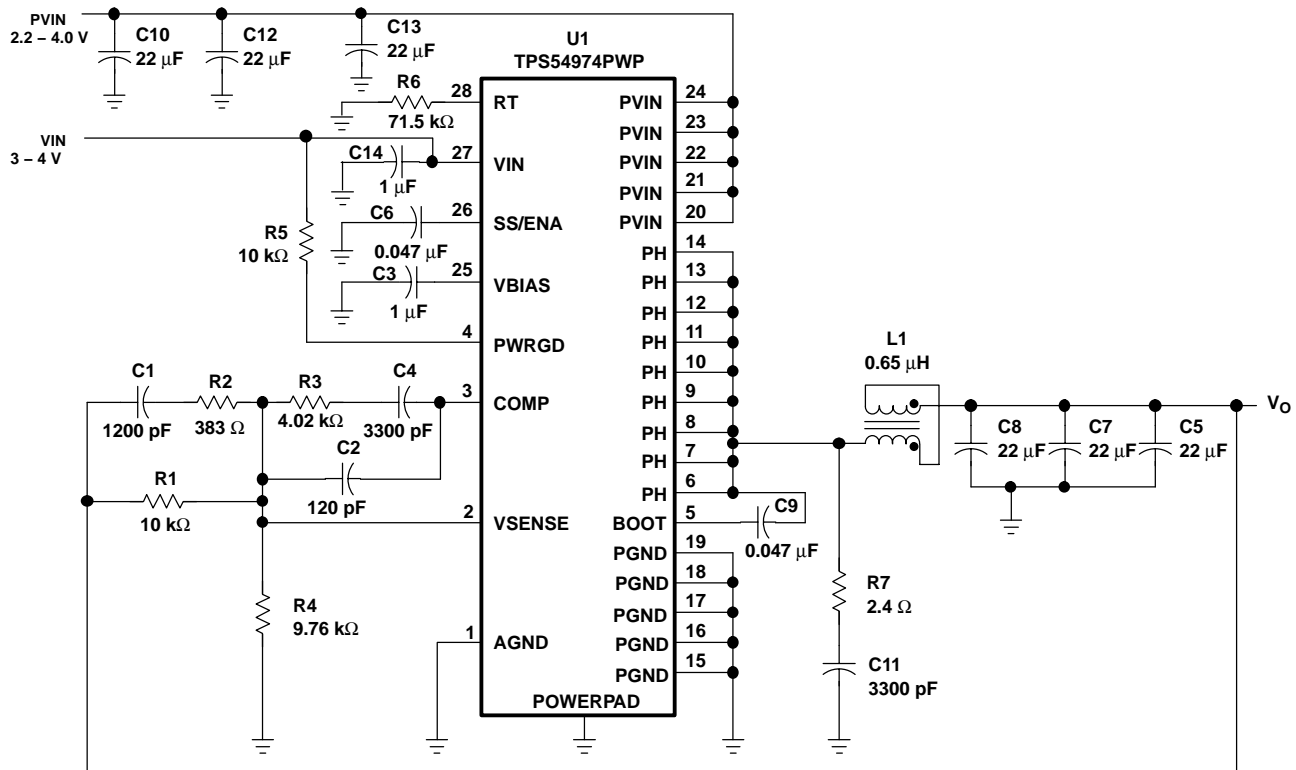 PVIN
2.2 – 4.0 V
C10
22 μF
C12
22 μF
C13
22 μF
U1
TPS54974PWP
R6
71.5 kΩ
28
RT
VIN
3 – 4 V
C14
1 μF
27
VIN
C6
0.047 μF
26
SS/ENA
R5
10 kΩ
C3
1 μF
25
VBIAS
4
PWRGD
C1
1200 pF
R2
383 Ω
R3
4.02 kΩ
C4
3300 pF
3
COMP
C2
120 pF
R1
10 kΩ
2
VSENSE
R4
9.76 kΩ
1
AGND
POWERPAD
PVIN
24
PVIN
23
PVIN
22
PVIN
21
PVIN
20
PH
14
PH
13
PH
12
PH
11
PH
10
PH
9
PH
8
PH
7
PH
6
BOOT
5
C9
0.047 μF
PGND
19
PGND
18
PGND
17
PGND
16
PGND
15
L1
0.65 μH
C8
22 μF
C7
22 μF
C5
22 μF
VO
R7
2.4 Ω
C11
3300 pF